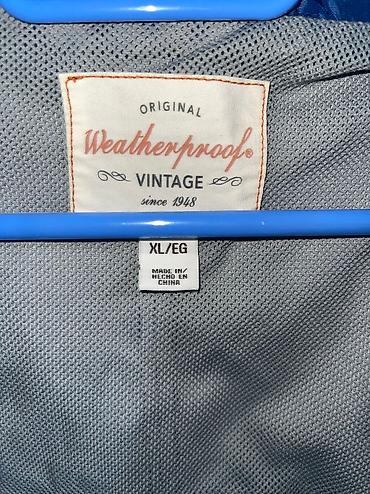 ORIGINAL
Weatherproof®
VINTAGE
since 1948
XL/EG
MADE IN/
HECHO EN
CHINA